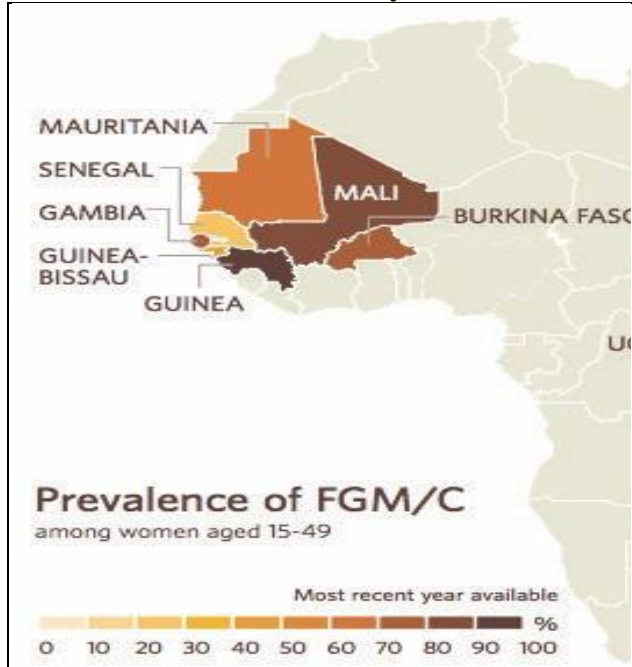 MAURITANIA
SENEGAL
MALI
GAMBIA
BURKINA FASO
GUINEA-
BISSAU
GUINEA
Prevalence of FGM/C
among women aged 15-49
Most recent year available
%
0 10 20 30 40 50 60 70 80 90 100